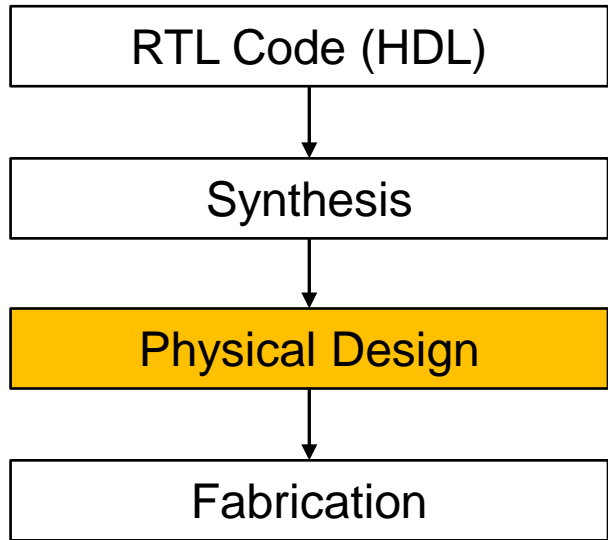 RTL Code (HDL)
Synthesis
Physical Design
Fabrication